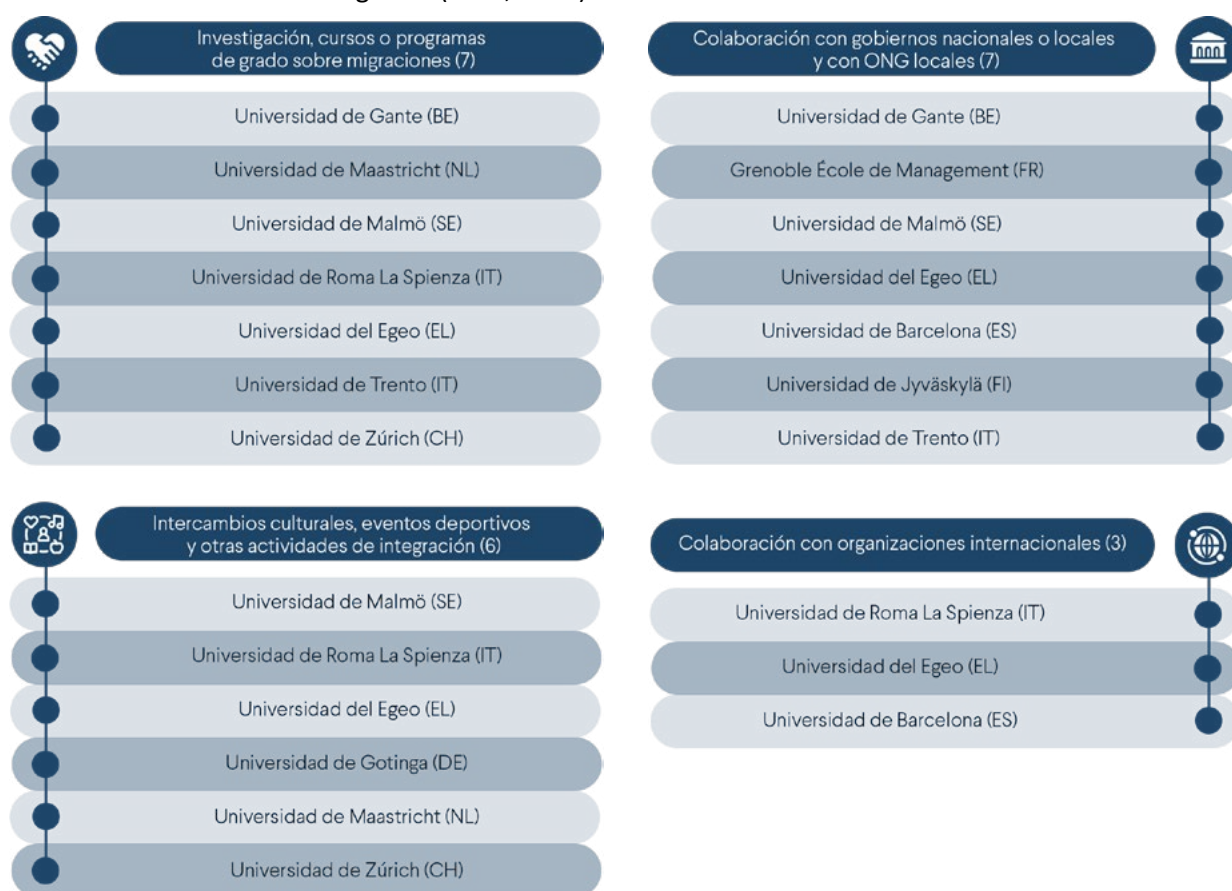 Investigación, cursos o programas
de grado sobre migraciones (7)
Universidad de Gante (BE)
Universidad de Maastricht (NL)
Universidad de Malmö (SE)
Universidad de Roma La Spienza (IT)
Universidad del Egeo (EL)
Universidad de Trento (IT)
Universidad de Zúrich (CH)
Colaboración con gobiernos nacionales o locales
y con ONG locales (7)
Universidad de Gante (BE)
Grenoble École de Management (FR)
Universidad de Malmö (SE)
Universidad del Egeo (EL)
Universidad de Barcelona (ES)
Universidad de Jyväskylä (FI)
Universidad de Trento (IT)
Intercambios culturales, eventos deportivos
y otras actividades de integración (6)
Universidad de Malmö (SE)
Universidad de Roma La Spienza (IT)
Universidad del Egeo (EL)
Universidad de Gotinga (DE)
Universidad de Maastricht (NL)
Universidad de Zúrich (CH)
Colaboración con organizaciones internacionales (3)
Universidad de Roma La Spienza (IT)
Universidad del Egeo (EL)
Universidad de Barcelona (ES)